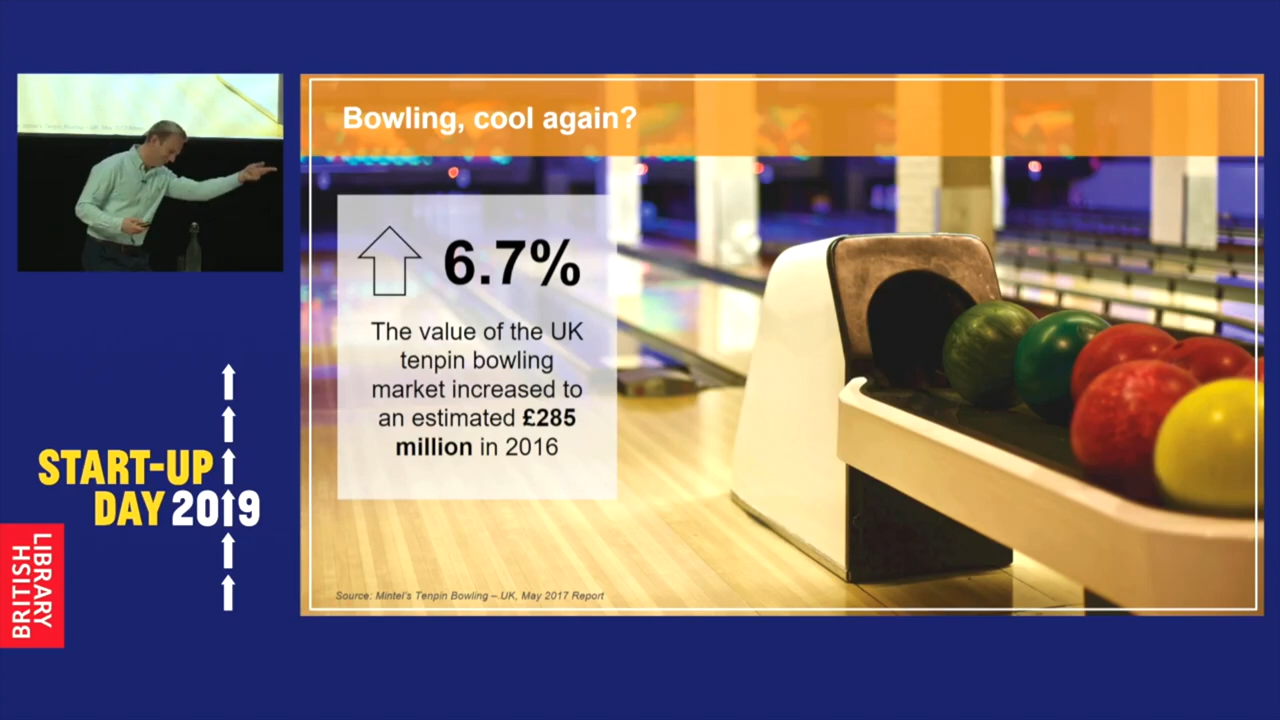 Bowling, cool again?
6.7%
The value of the UK
tenpin bowling
market increased to
an estimated £285
million in 2016
Source: Mintel's Tenpin Bowling – UK, May 2017 Report
START-UP
DAY 2019
BRITISH
LIBRARY